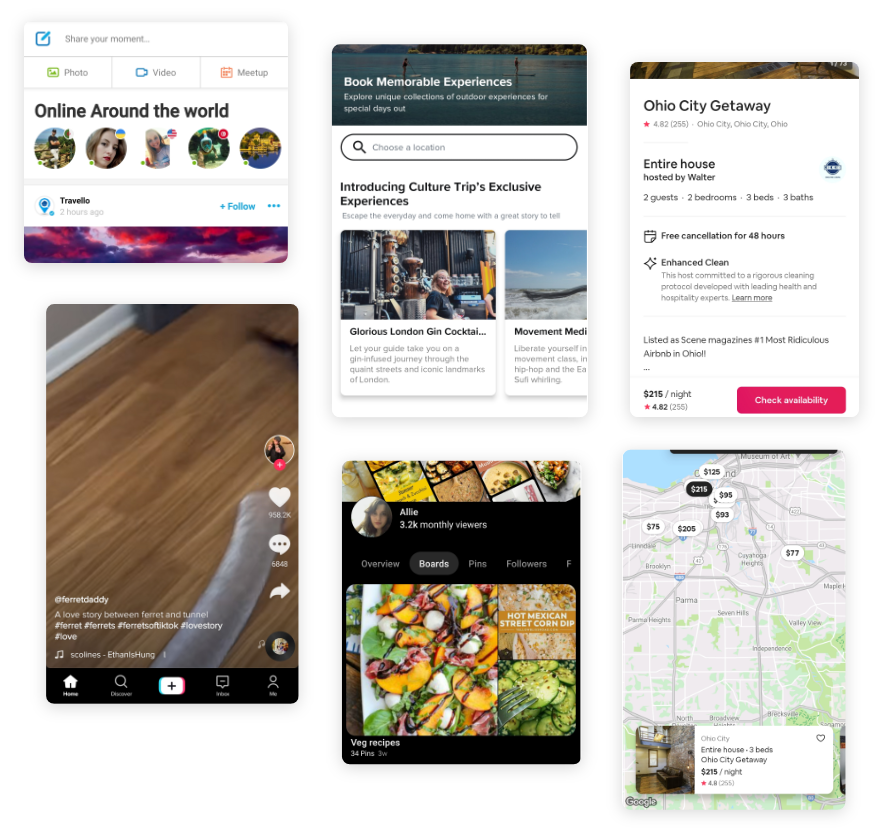 Share your moment...
Photo
Video
Meetup
Online Around the world
Travello
2 hours ago
+ Follow
Book Memorable Experiences
Explore unique collections of outdoor experiences for
special days out
Choose a location
Introducing Culture Trip's Exclusive
Experiences
Escape the everyday and come home with a great story to tell
Glorious London Gin Cocktai...
Let your guide take you on a
gin-infused journey through the
quaint streets and iconic landmarks
of London.
Movement Medi
Liberate yourself in
movement class, in
hip-hop and the Ea
Sufi whirling.
Ohio City Getaway
4.82 (255) · Ohio City, Ohio City, Ohio
Entire house
hosted by Walter
2 guests · 2 bedrooms · 3 beds · 3 baths
Free cancellation for 48 hours
Enhanced Clean
This host committed to a rigorous cleaning
protocol developed with leading health and
hospitality experts. Learn more
Listed as Scene magazines #1 Most Ridiculous
Airbnb in Ohio!!
...
$215 / night
4.82 (255)
Check availability
958.2K
6848
@ferretdaddy
A love story between ferret and tunnel
#ferret #ferrets #ferretsoftiktok #lovestory
#love
scolines - EthanIsHung
Home
Discover
+
Inbox
Me
Allie
3.2k monthly viewers
Overview
Boards
Pins
Followers
F
HOT MEXICAN
STREET CORN DIP
Veg recipes
34 Pins 3w
Museum of Art
$125
$215
$95
$93
$75
$205
$77
Linndale
Brooklyn
Cuyahoga
Heights
Maple H
Parma
Parma Heights
Seven Hills
Valley View
Independence
North
Broadview
Heights
Brecksville
Ohio City
Entire house · 3 beds
Ohio City Getaway
$215 / night
4.8 (255)
Google